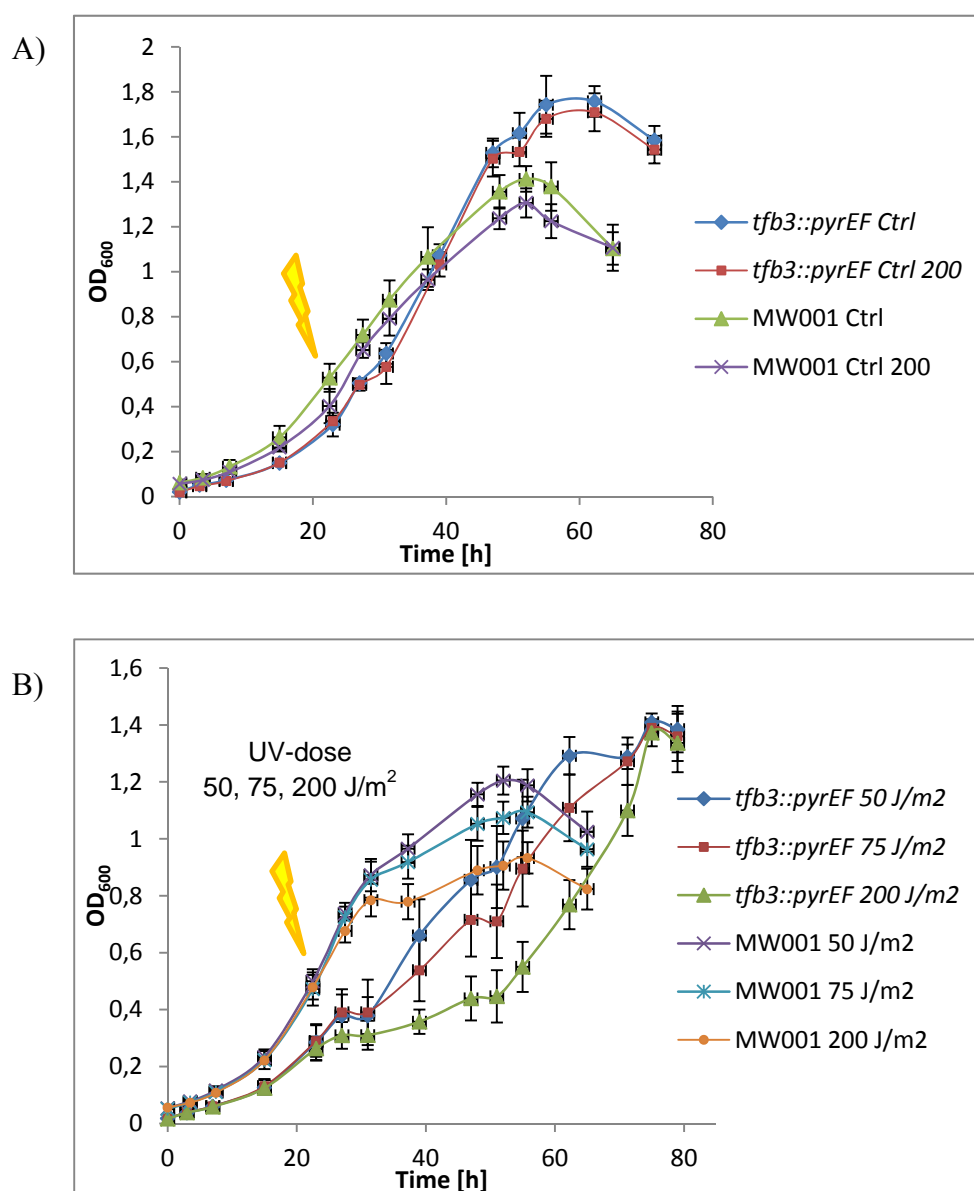 A)
2
1,8
1,6
1,4
1,2
1
0,8
0,6
0,4
0,2
0
OD600
0 20 40 60 80
Time [h]
tfb3::pyrEF Ctrl
tfb3::pyrEF Ctrl 200
MW001 Ctrl
MW001 Ctrl 200
B)
1,6
1,4
1,2
1
0,8
0,6
0,4
0,2
0
OD600
UV-dose
50, 75, 200 J/m²
0 20 40 60 80
Time [h]
tfb3::pyrEF 50 J/m2
tfb3::pyrEF 75 J/m2
tfb3::pyrEF 200 J/m2
MW001 50 J/m2
MW001 75 J/m2
MW001 200 J/m2